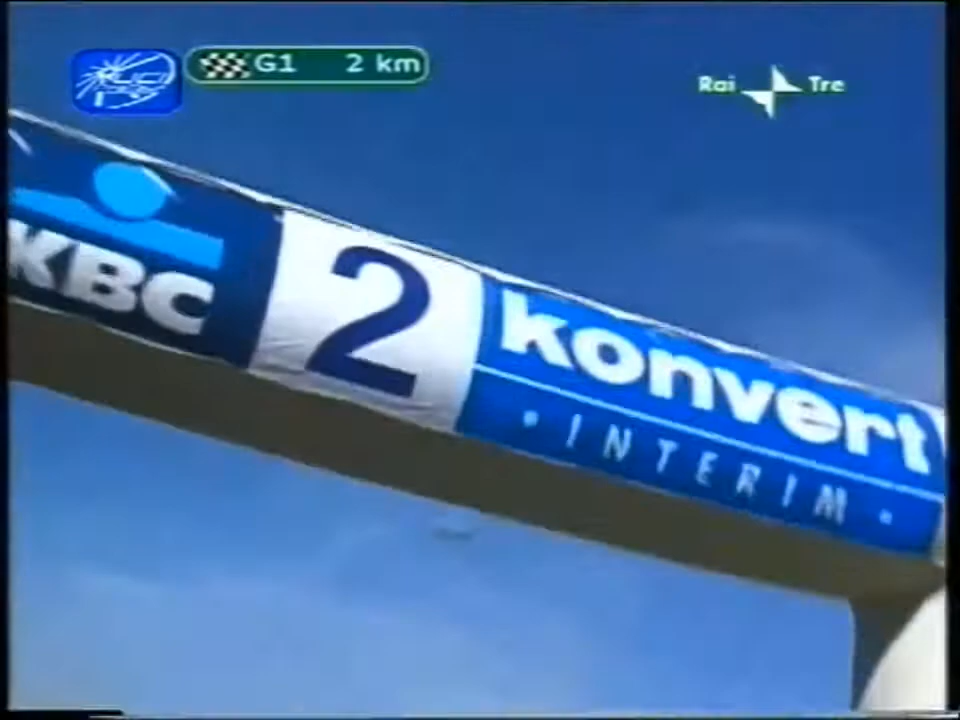 G1 2 km
Rai Tre
KBC
2
konvert
• INTERIM •